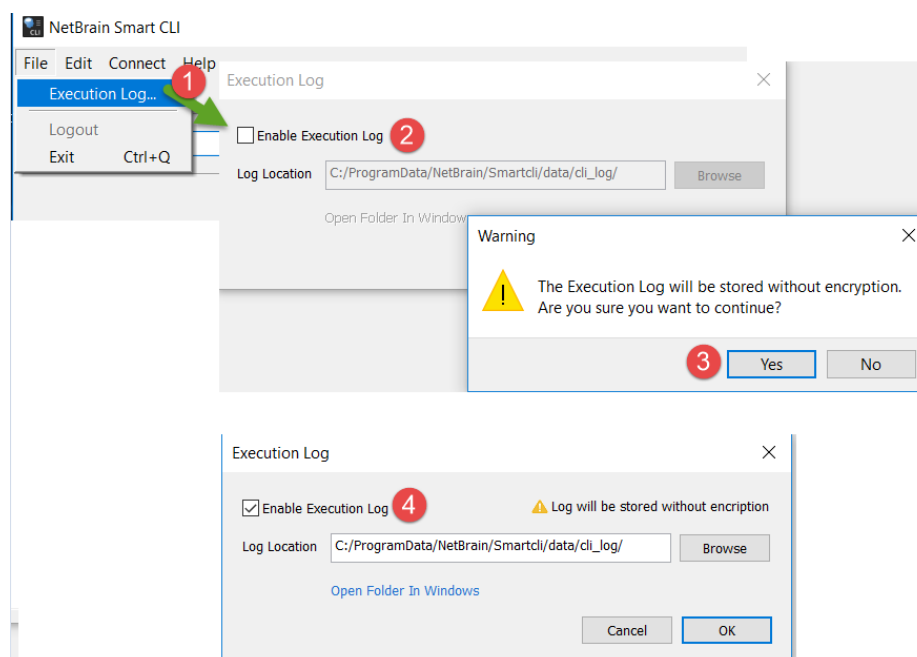 CLI NetBrain Smart CLI
File Edit Connect Help
1
Execution Log...
Logout
Exit Ctrl+Q
Execution Log
Enable Execution Log 2
Log Location C:/ProgramData/NetBrain/Smartcli/data/cli_log/ Browse
Open Folder In Window
Warning
The Execution Log will be stored without encryption.
Are you sure you want to continue?
3 Yes No
Execution Log
Enable Execution Log 4 Log will be stored without encription
Log Location C:/ProgramData/NetBrain/Smartcli/data/cli_log/ Browse
Open Folder In Windows
Cancel OK